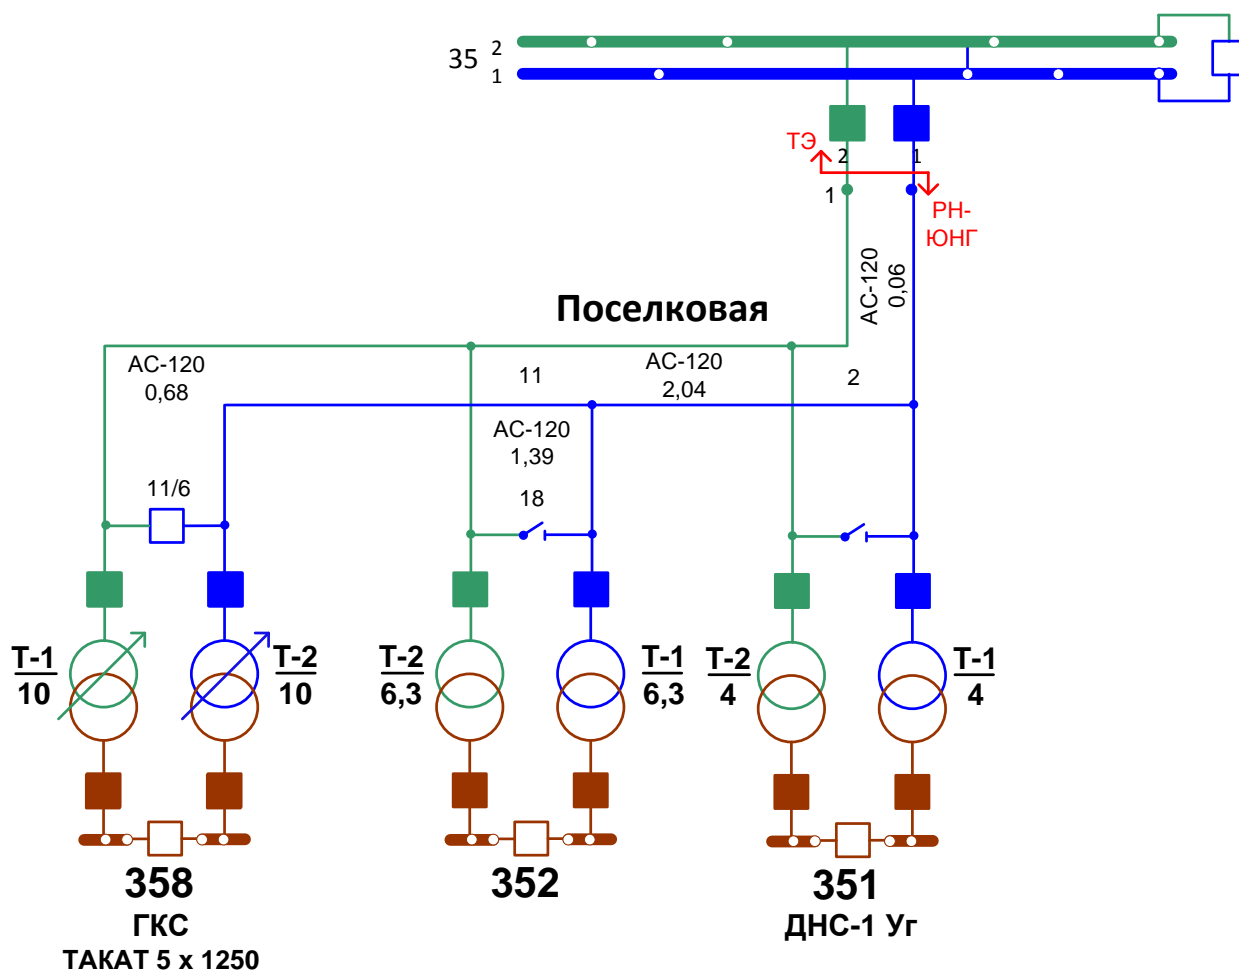 2
35
1
ТЭ
2
1
1
РН-
ЮНГ
АС-120
0,06
Поселковая
АС-120
0,68
11
АС-120
2,04
2
АС-120
1,39
11/6
18
Т-1
10
Т-2
10
Т-2
6,3
Т-1
6,3
Т-2
4
Т-1
4
358
ГКС
ТАКАТ 5 х 1250
352
351
ДНС-1 Уг